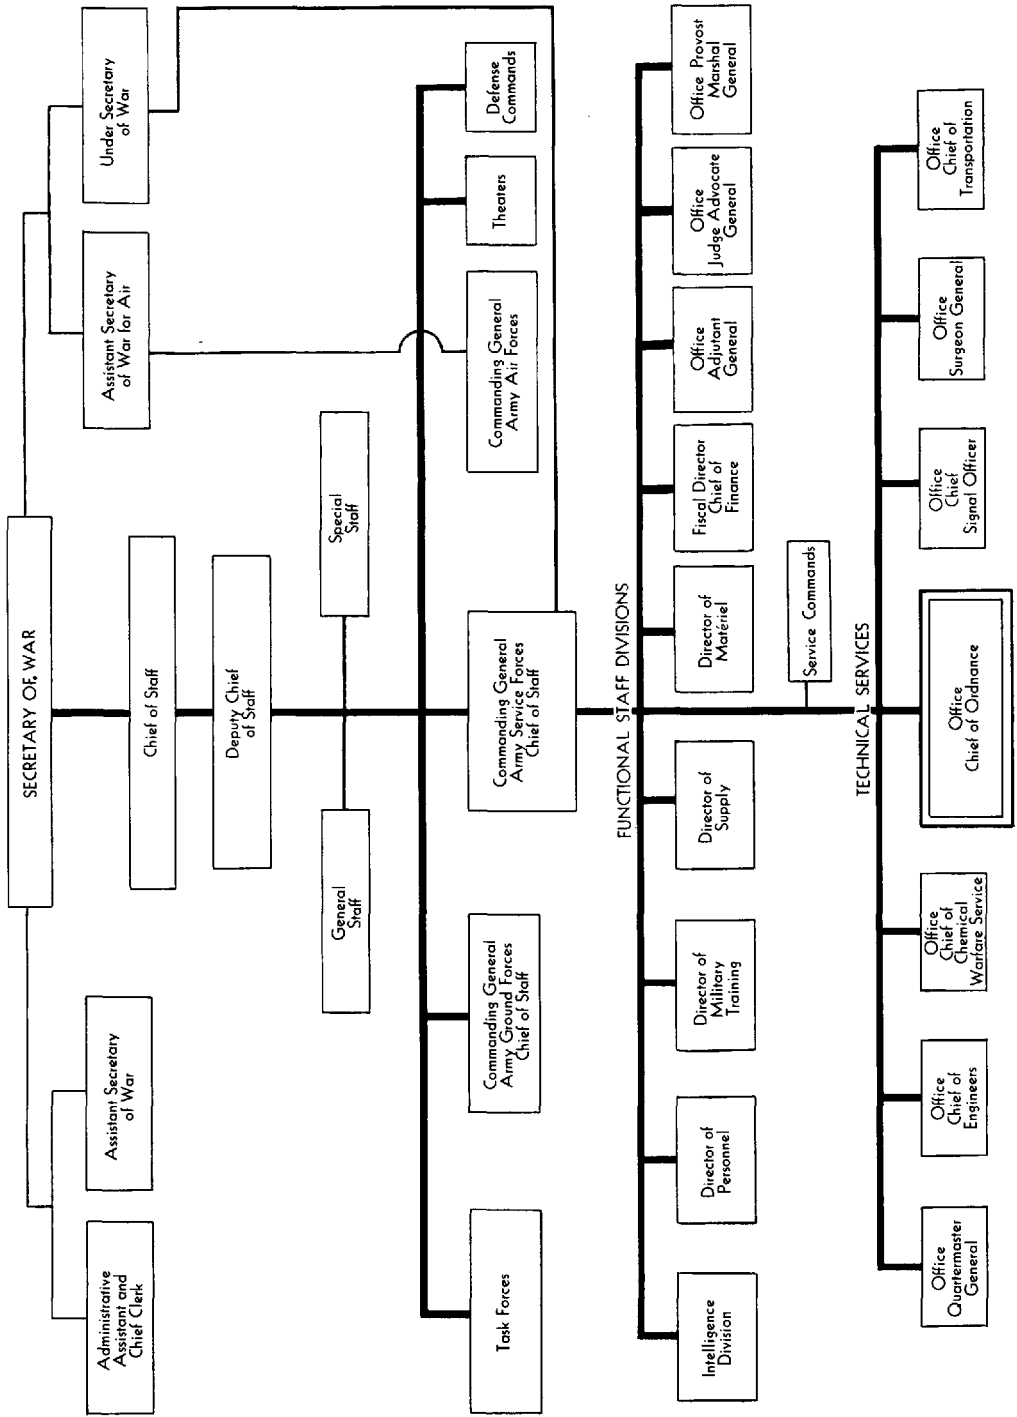 SECRETARY OF WAR
Administrative
Assistant and
Chief Clerk
Assistant Secretary
of War
Assistant Secretary
of War for Air
Under Secretary
of War
Chief of Staff
Deputy Chief
of Staff
General
Staff
Special
Staff
Task Forces
Commanding General
Army Ground Forces
Chief of Staff
Commanding General
Army Service Forces
Chief of Staff
Commanding General
Army Air Forces
Theaters
Defense
Commands
FUNCTIONAL STAFF DIVISIONS
Intelligence
Division
Director of
Personnel
Director of
Military
Training
Director of
Supply
Director of
Matériel
Fiscal Director
Chief of
Finance
Office
Adjutant
General
Office
Judge Advocate
General
Office Provost
Marshal
General
Service Commands
TECHNICAL SERVICES
Office
Quartermaster
General
Office
Chief of
Engineers
Office
Chief of
Chemical
Warfare Service
Office
Chief of Ordnance
Office
Chief
Signal Officer
Office
Surgeon General
Office
Chief of
Transportation